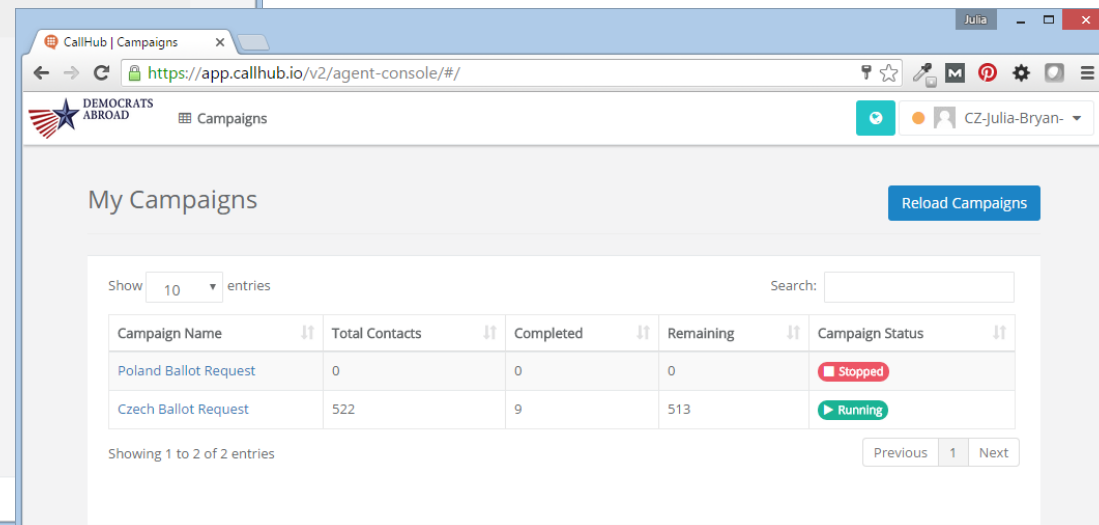 Julia
CallHub | Campaigns
https://app.callhub.io/v2/agent-console/#/
M
DEMOCRATS
ABROAD
Campaigns
CZ-Julia-Bryan-
My Campaigns
Reload Campaigns
Show 10 entries
Search:
Campaign Name Total Contacts Completed Remaining Campaign Status
Poland Ballot Request 0 0 0 Stopped
Czech Ballot Request 522 9 513 Running
Showing 1 to 2 of 2 entries
Previous 1 Next